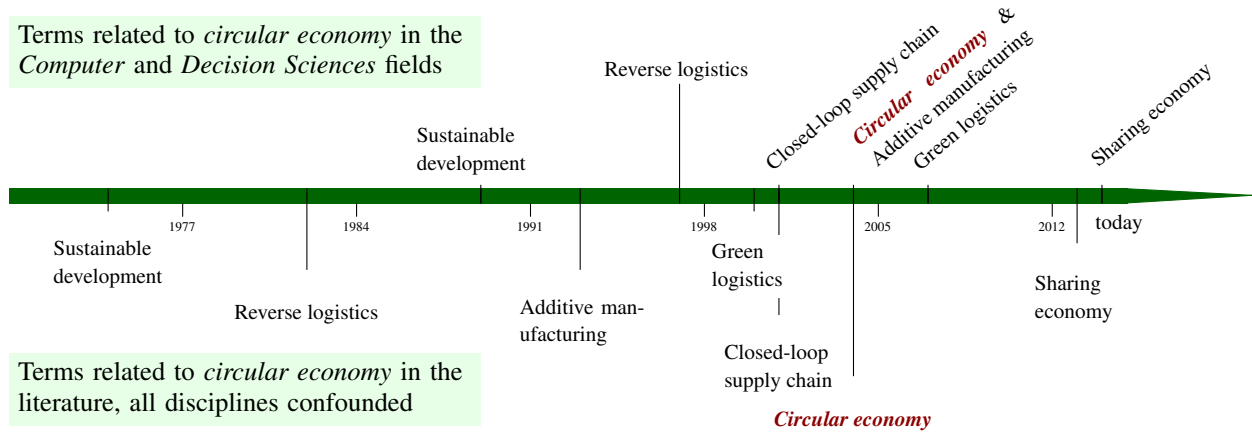 Terms related to circular economy in the
Computer and Decision Sciences fields
Reverse logistics
Sustainable
development
Closed-loop supply chain
Circular economy &
Additive manufacturing
Green logistics
Sharing economy
1977
1984
1991
1998
2005
2012
today
Sustainable
development
Reverse logistics
Additive man-
ufacturing
Green
logistics
Closed-loop
supply chain
Circular economy
Sharing
economy
Terms related to circular economy in the
literature, all disciplines confounded